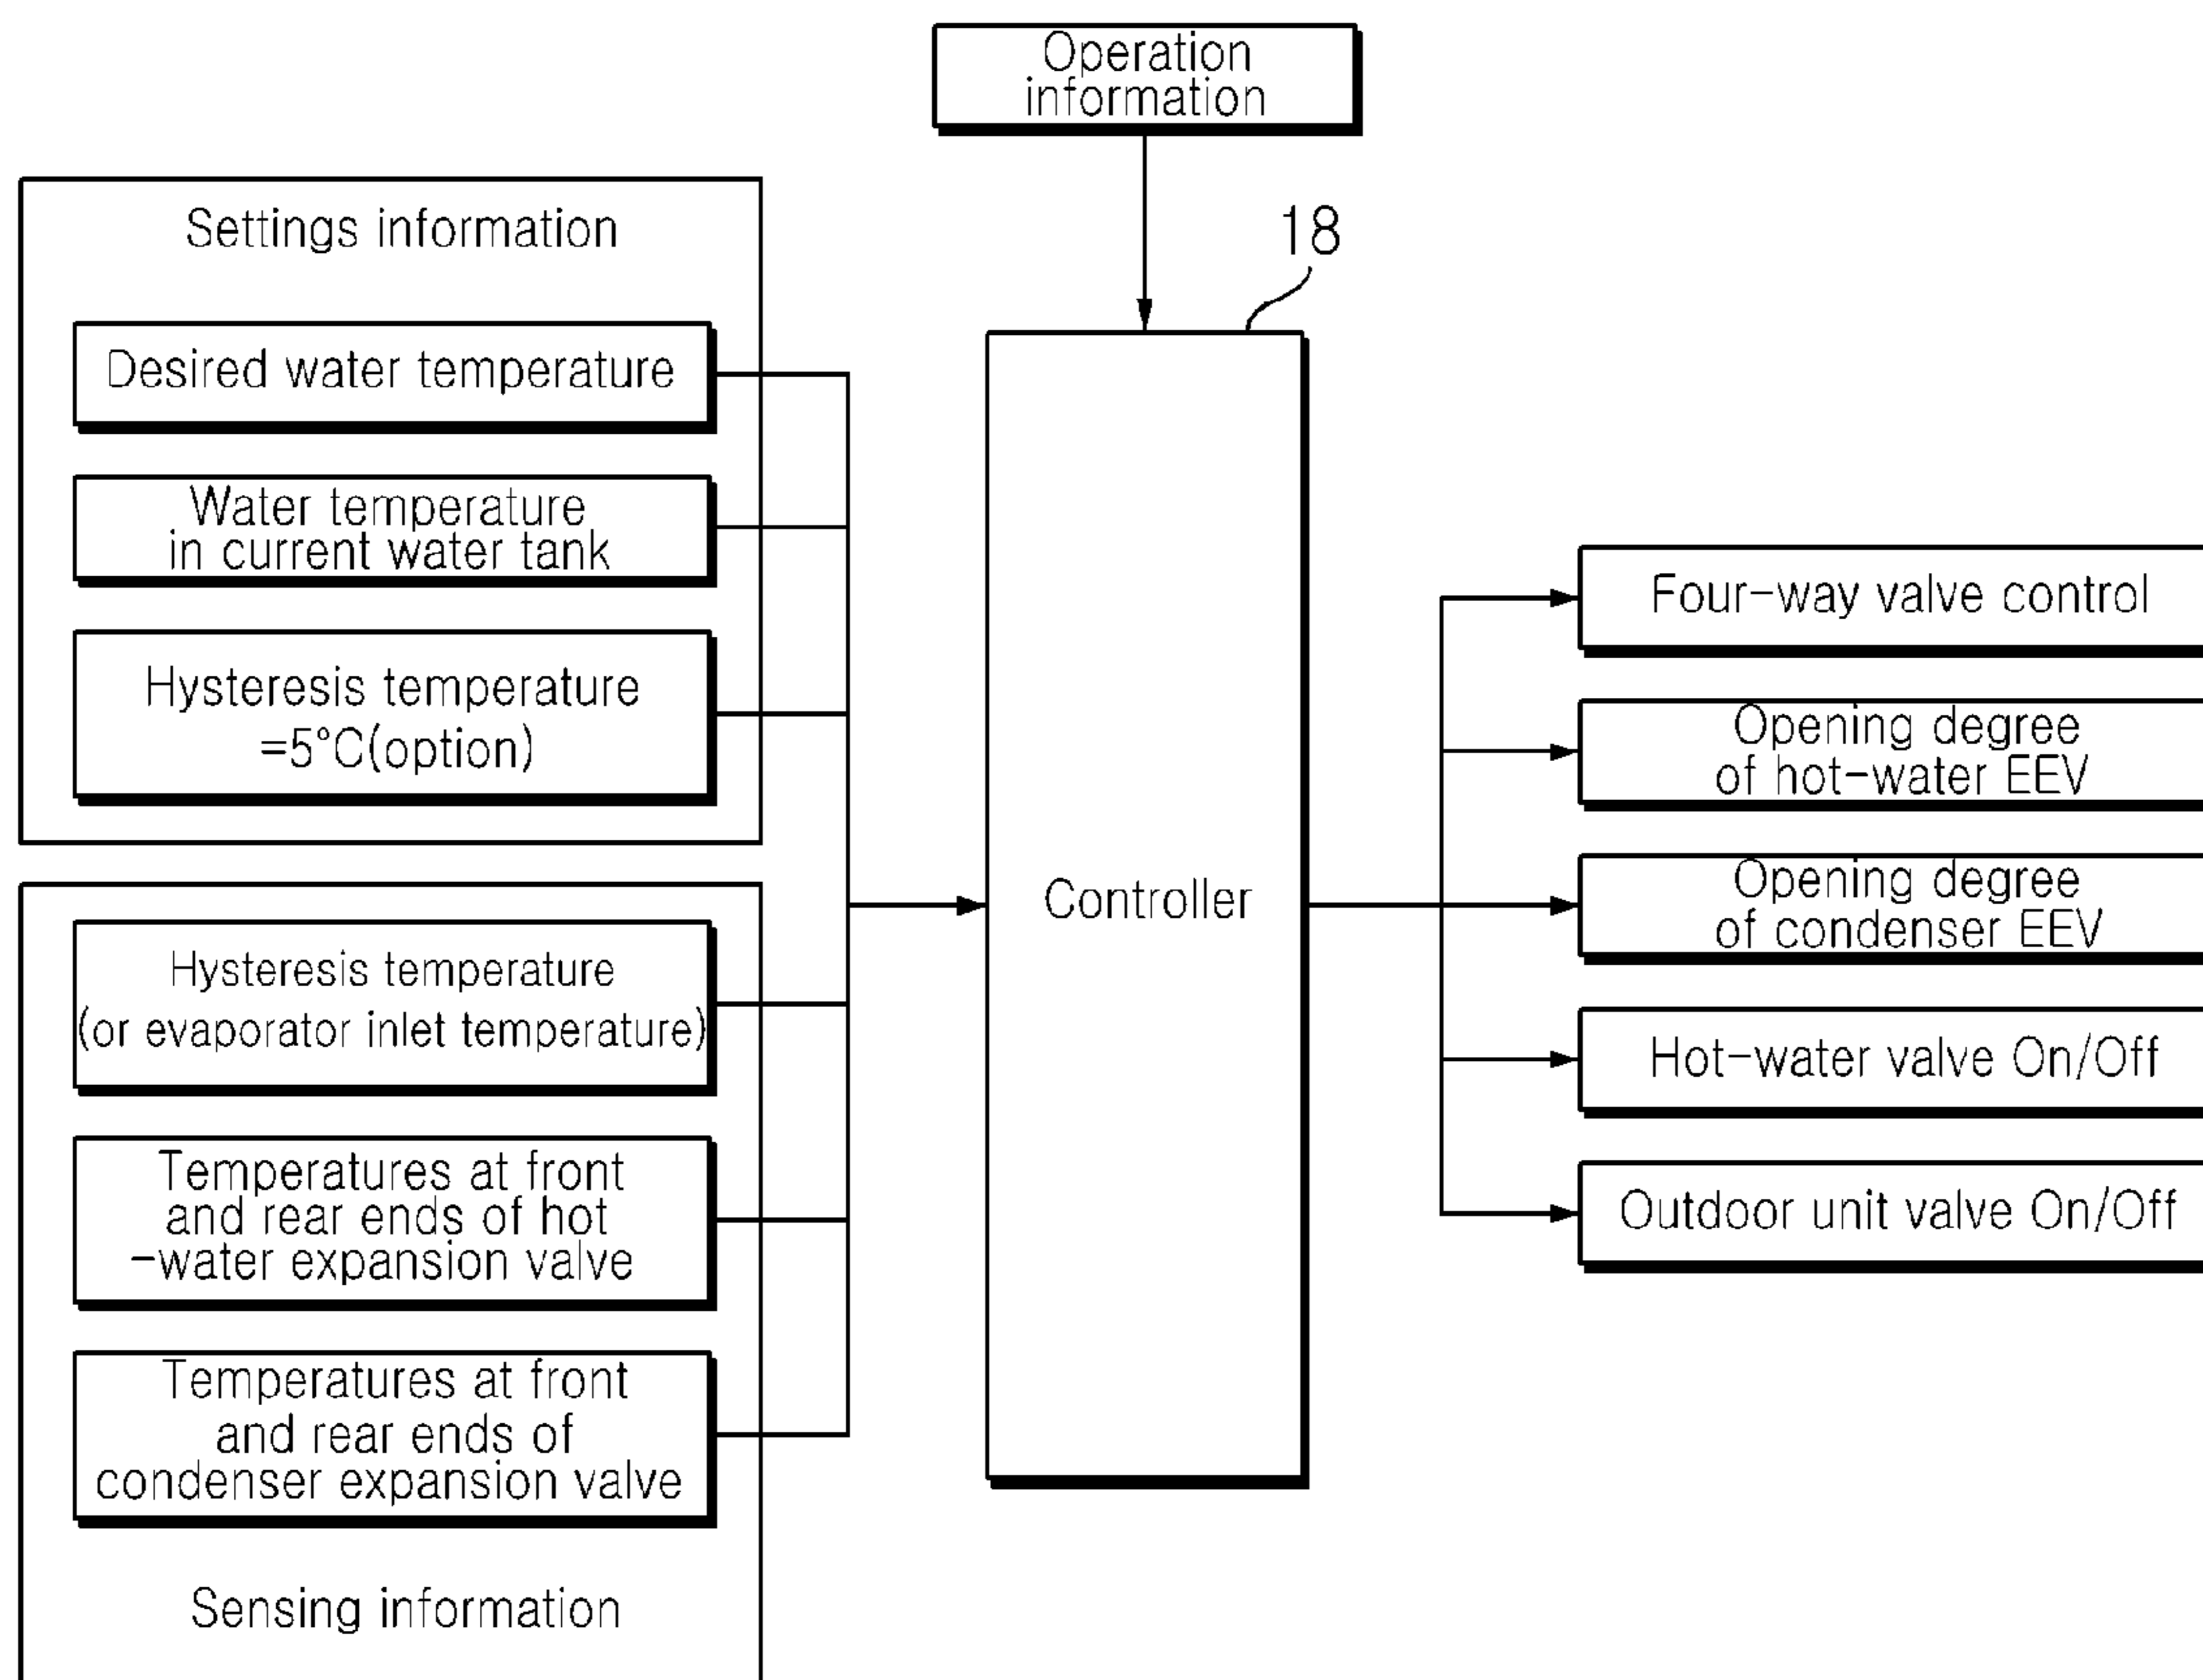 Operation
information
Settings information
18
Desired water temperature
Water temperature
in current water tank
Hysteresis temperature
=5°C(option)
Hysteresis temperature
(or evaporator inlet temperature)
Temperatures at front
and rear ends of hot
-water expansion valve
Temperatures at front
and rear ends of
condenser expansion valve
Sensing information
Controller
Four-way valve control
Opening degree
of hot-water EEV
Opening degree
of condenser EEV
Hot-water valve On/Off
Outdoor unit valve On/Off